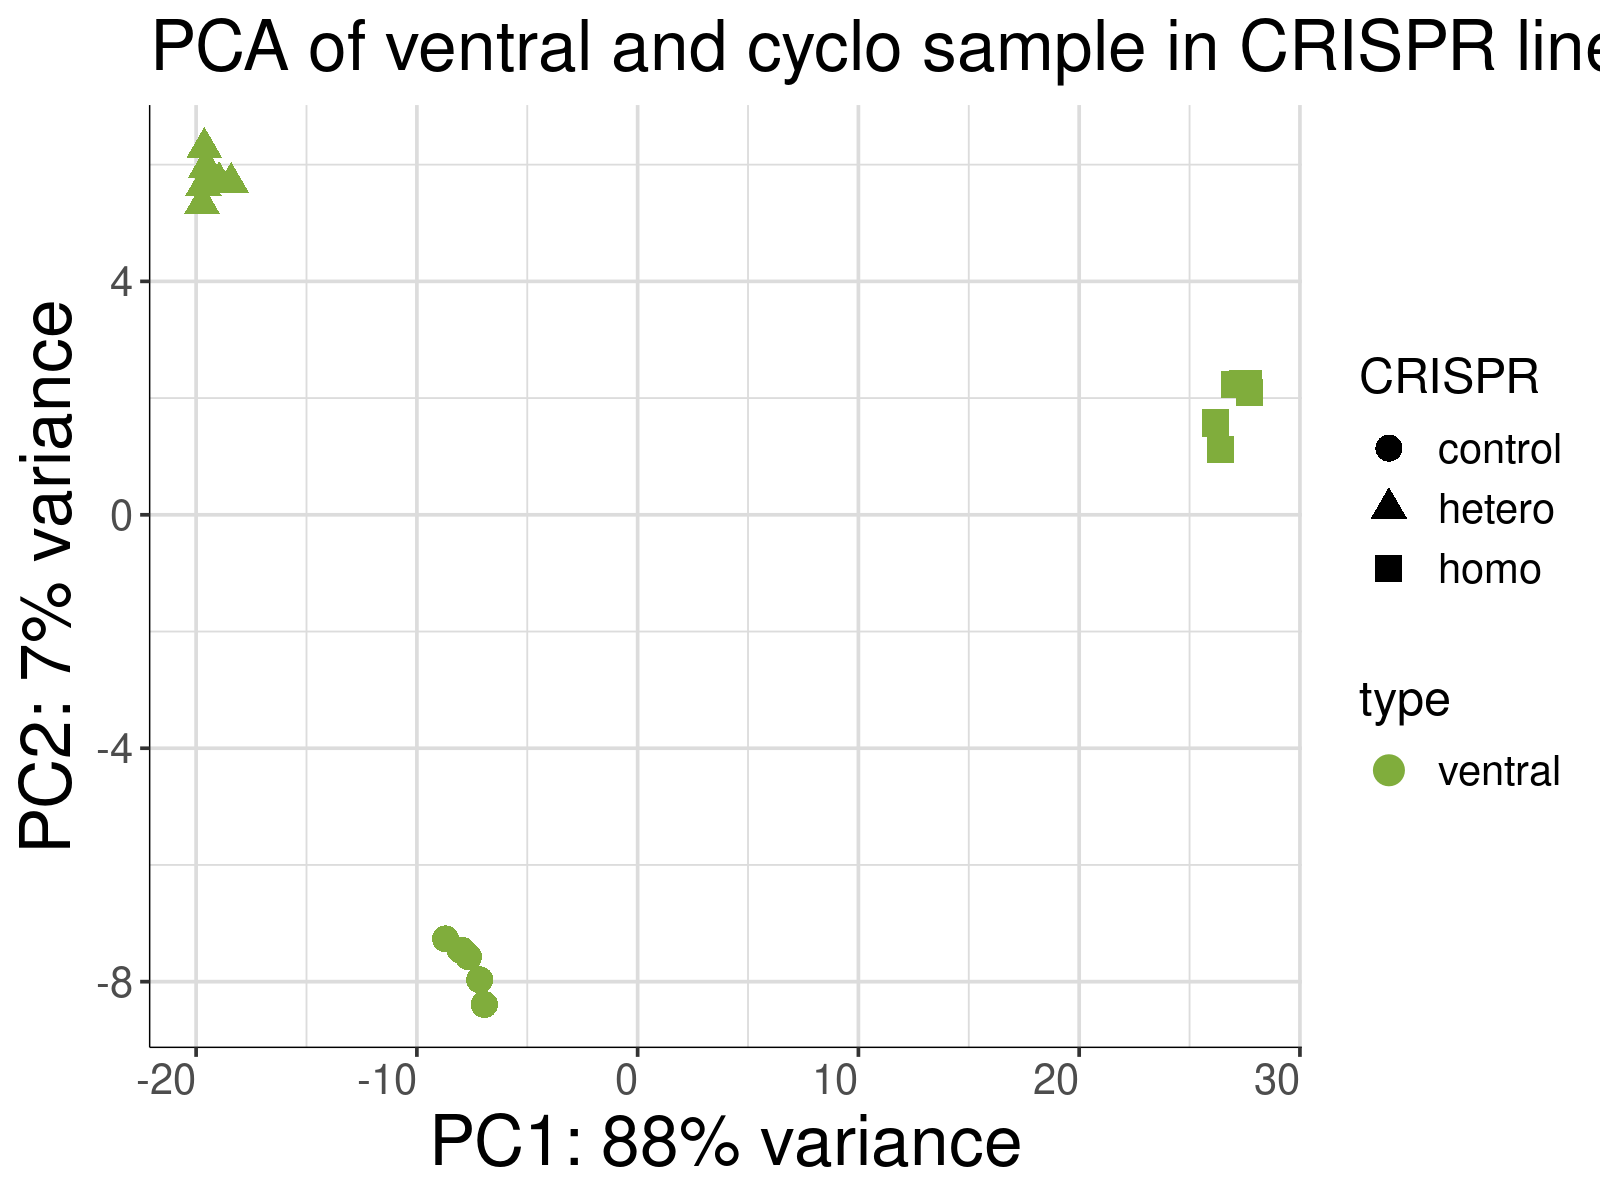 PCA of ventral and cyclo sample in CRISPR line
PC2: 7% variance
4
0
-4
-8
-20
-10
0
10
20
30
PC1: 88% variance
CRISPR
control
hetero
homo
type
ventral